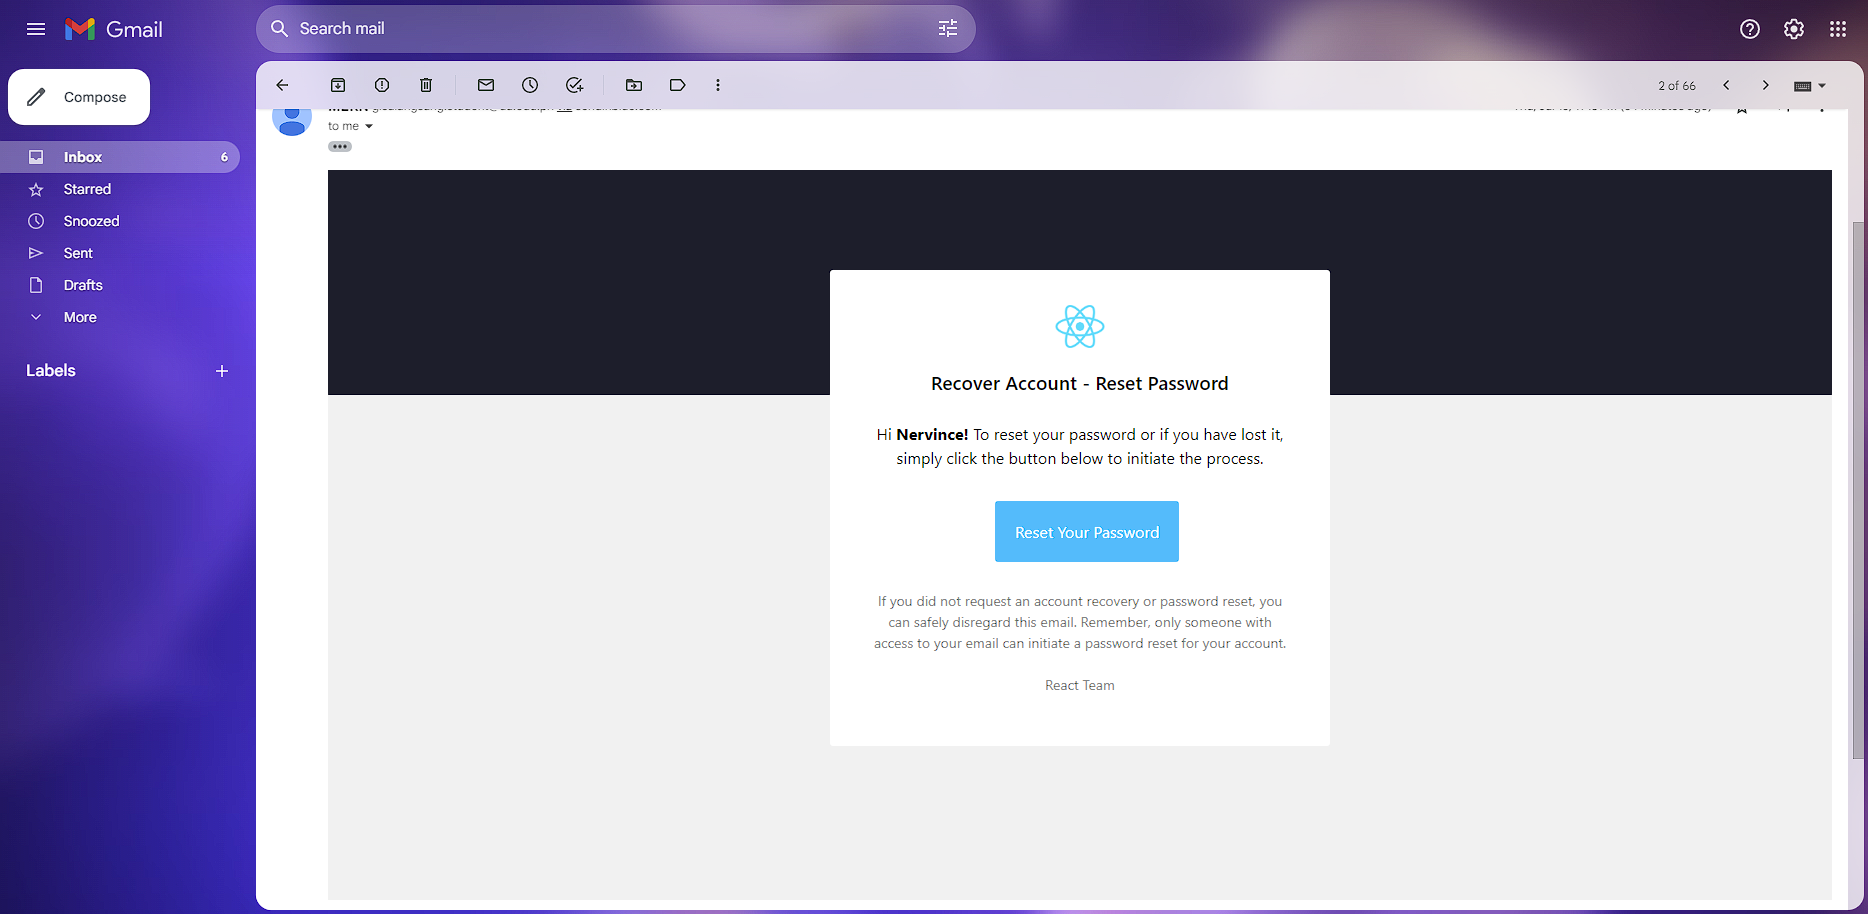 Gmail
Search mail
Compose
2 of 66
to me
Inbox 6
Starred
Snoozed
Sent
Drafts
More
Labels
Recover Account - Reset Password
Hi Nervince! To reset your password or if you have lost it,
simply click the button below to initiate the process.
Reset Your Password
If you did not request an account recovery or password reset, you
can safely disregard this email. Remember, only someone with
access to your email can initiate a password reset for your account.
React Team